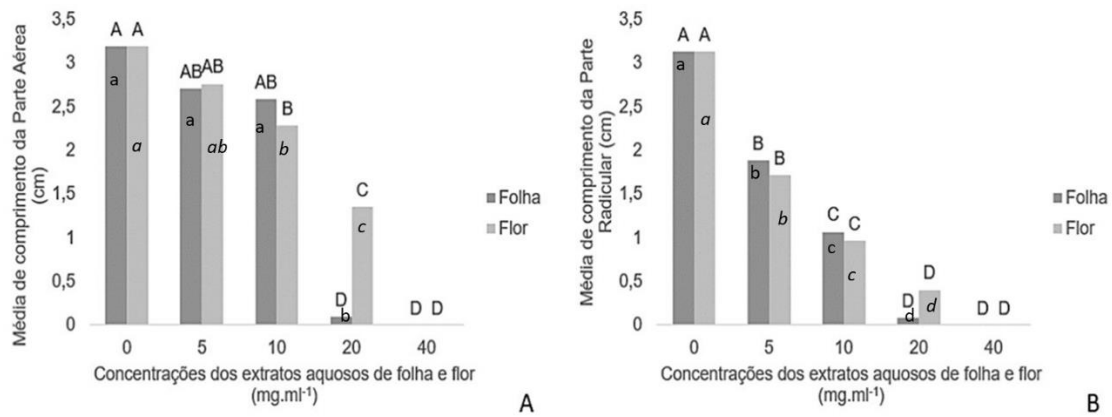 Média de comprimento da Parte Aérea
(cm)
3,5
3
2,5
2
1,5
1
0,5
0
A A
a
a
AB AB
a
ab
AB
B
a
b
D
C
b
c
D D
0 5 10 20 40
Concentrações dos extratos aquosos de folha e flor
(mg.ml-1)
Folha
Flor
A
Média de comprimento da Parte
Radicular (cm)
3,5
3
2,5
2
1,5
1
0,5
0
A A
a
a
B B
b
b
C C
c
c
D D
d
d
D D
0 5 10 20 40
Concentrações dos extratos aquosos de folha e flor
(mg.ml-1)
Folha
Flor
B